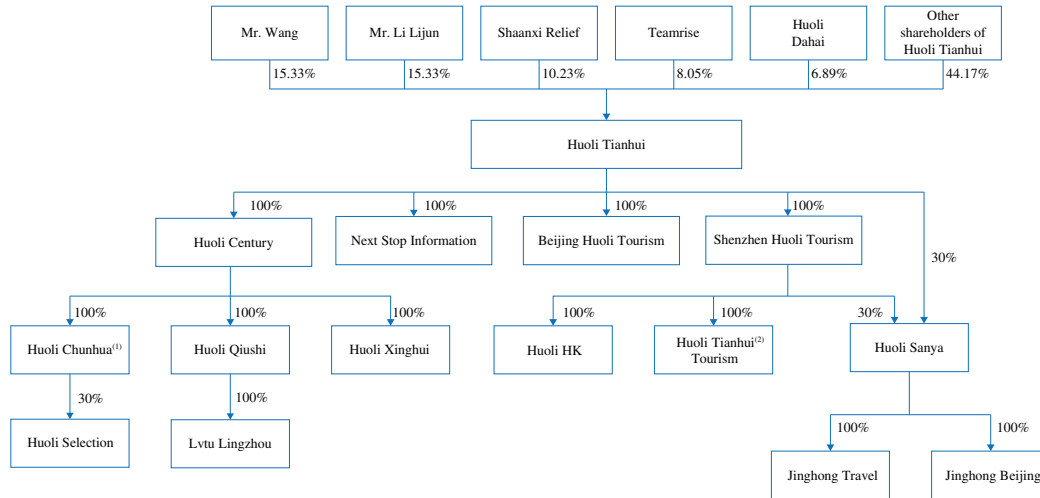 Mr. Wang
Mr. Li Lijun
Shaanxi Relief
Teamrise
Huoli
Dahai
Other
shareholders of
Huoli Tianhui
15.33%
15.33%
10.23%
8.05%
6.89%
44.17%
Huoli Tianhui
100%
100%
100%
100%
30%
Huoli Century
Next Stop Information
Beijing Huoli Tourism
Shenzhen Huoli Tourism
100%
100%
100%
100%
100%
30%
Huoli Chunhua(1)
Huoli Qiushi
Huoli Xinghui
Huoli HK
Huoli Tianhui(2)
Tourism
Huoli Sanya
30%
100%
Huoli Selection
Lvtu Lingzhou
100%
100%
Jinghong Travel
Jinghong Beijing